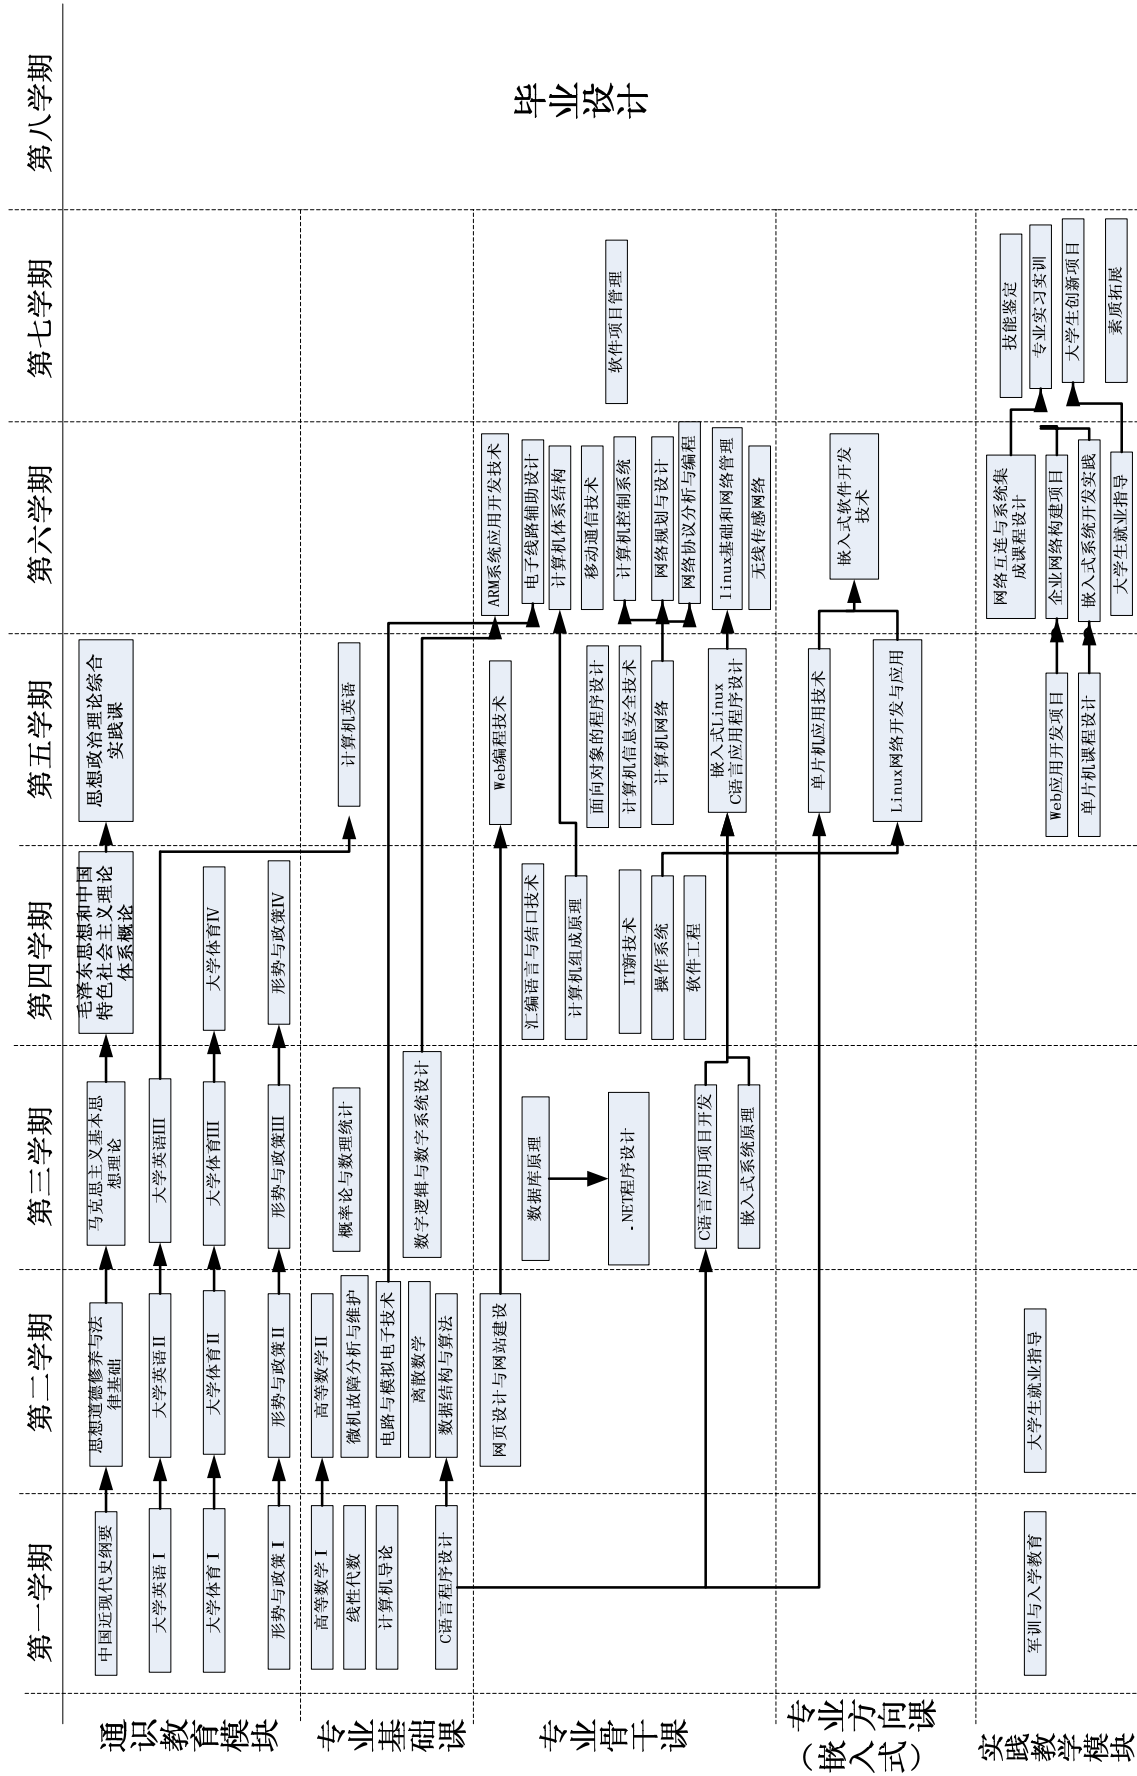 第一学期
第二学期
第三学期
第四学期
第五学期
第六学期
第七学期
第八学期
通识教育模块
中国近现代史纲要
思想道德修养与法
律基础
马克思主义基本思
想理论
毛泽东思想和中国
特色社会主义理论
体系概论
思想政治理论综合
实践课
大学英语Ⅰ
大学英语Ⅱ
大学英语III
大学体育Ⅰ
大学体育Ⅱ
大学体育III
大学体育IV
形势与政策Ⅰ
形势与政策Ⅱ
形势与政策III
形势与政策IV
专业基础课
高等数学Ⅰ
高等数学Ⅱ
线性代数
微机故障分析与维护
概率论与数理统计
计算机英语
计算机导论
电路与模拟电子技术
离散数学
数字逻辑与数字系统设计
C语言程序设计
数据结构与算法
专业骨干课
网页设计与网站建设
Web编程技术
ARM系统应用开发技术
数据库原理
汇编语言与结口技术
电子线路辅助设计
计算机体系结构
计算机组成原理
面向对象的程序设计
移动通信技术
.NET程序设计
IT新技术
计算机信息安全技术
计算机控制系统
软件项目管理
操作系统
计算机网络
网络规划与设计
软件工程
网络协议分析与编程
C语言应用项目开发
嵌入式Linux
C语言应用程序设计
linux基础和网络管理
嵌入式系统原理
无线传感网络
毕业设计
专业方向课
（嵌入式）
单片机应用技术
嵌入式软件开发
技术
Linux网络开发与应用
实践教学模块
军训与入学教育
大学生就业指导
网络互连与系统集
成课程设计
技能鉴定
Web应用开发项目
企业网络构建项目
专业实习实训
单片机课程设计
嵌入式系统开发实践
大学生创新项目
大学生就业指导
素质拓展